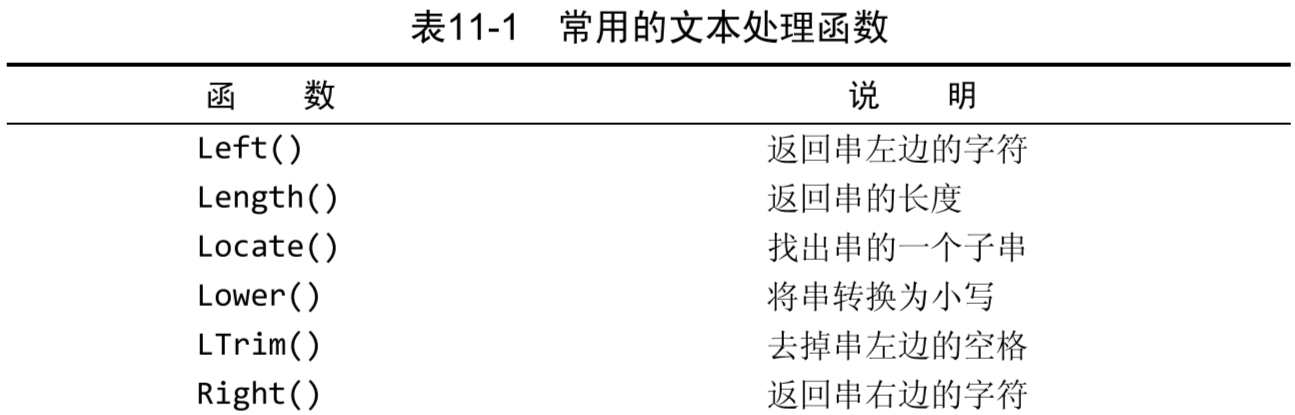 表11-1 常用的文本处理函数
函 数 说 明
Left() 返回串左边的字符
Length() 返回串的长度
Locate() 找出串的一个子串
Lower() 将串转换为小写
LTrim() 去掉串左边的空格
Right() 返回串右边的字符